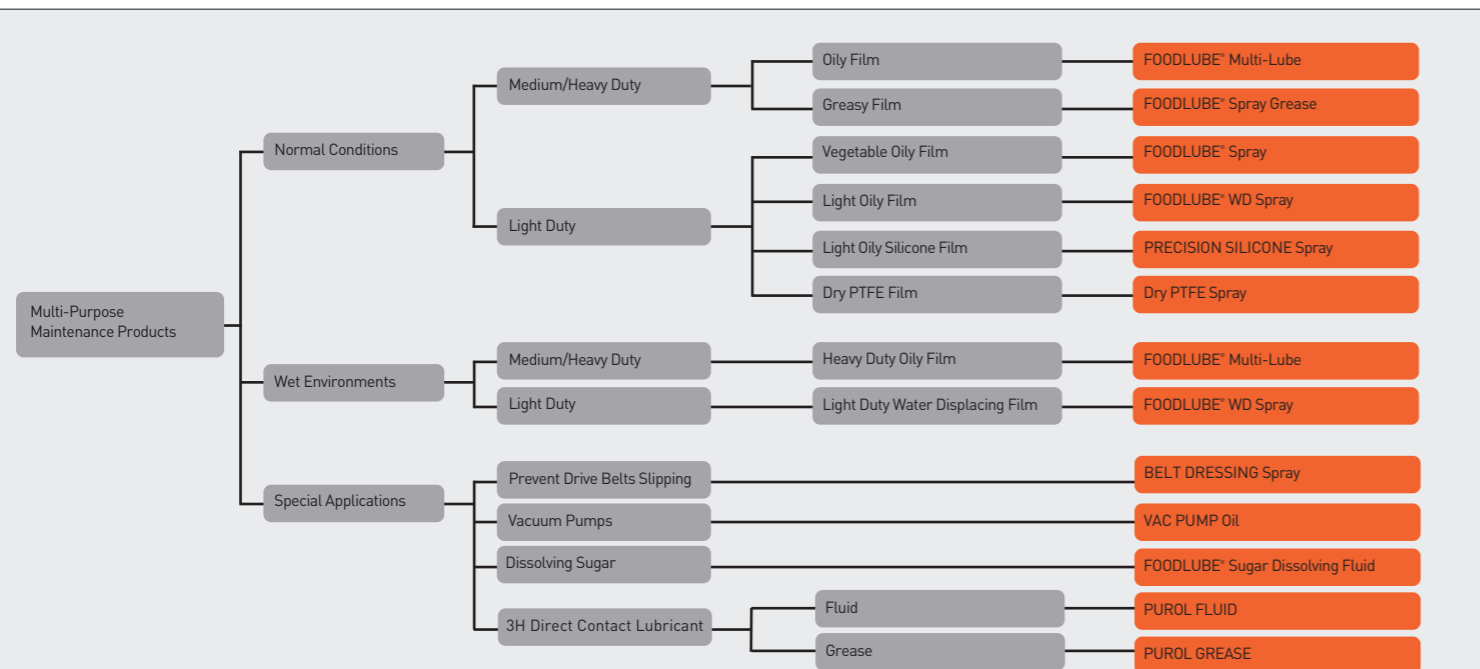 Multi-Purpose
Maintenance Products
Normal Conditions
Medium/Heavy Duty
Oily Film
FOODLUBE® Multi-Lube
Greasy Film
FOODLUBE® Spray Grease
Light Duty
Vegetable Oily Film
FOODLUBE® Spray
Light Oily Film
FOODLUBE® WD Spray
Light Oily Silicone Film
PRECISION SILICONE Spray
Dry PTFE Film
Dry PTFE Spray
Wet Environments
Medium/Heavy Duty
Heavy Duty Oily Film
FOODLUBE® Multi-Lube
Light Duty
Light Duty Water Displacing Film
FOODLUBE® WD Spray
Special Applications
Prevent Drive Belts Slipping
BELT DRESSING Spray
Vacuum Pumps
VAC PUMP Oil
Dissolving Sugar
FOODLUBE® Sugar Dissolving Fluid
3H Direct Contact Lubricant
Fluid
PUROL FLUID
Grease
PUROL GREASE